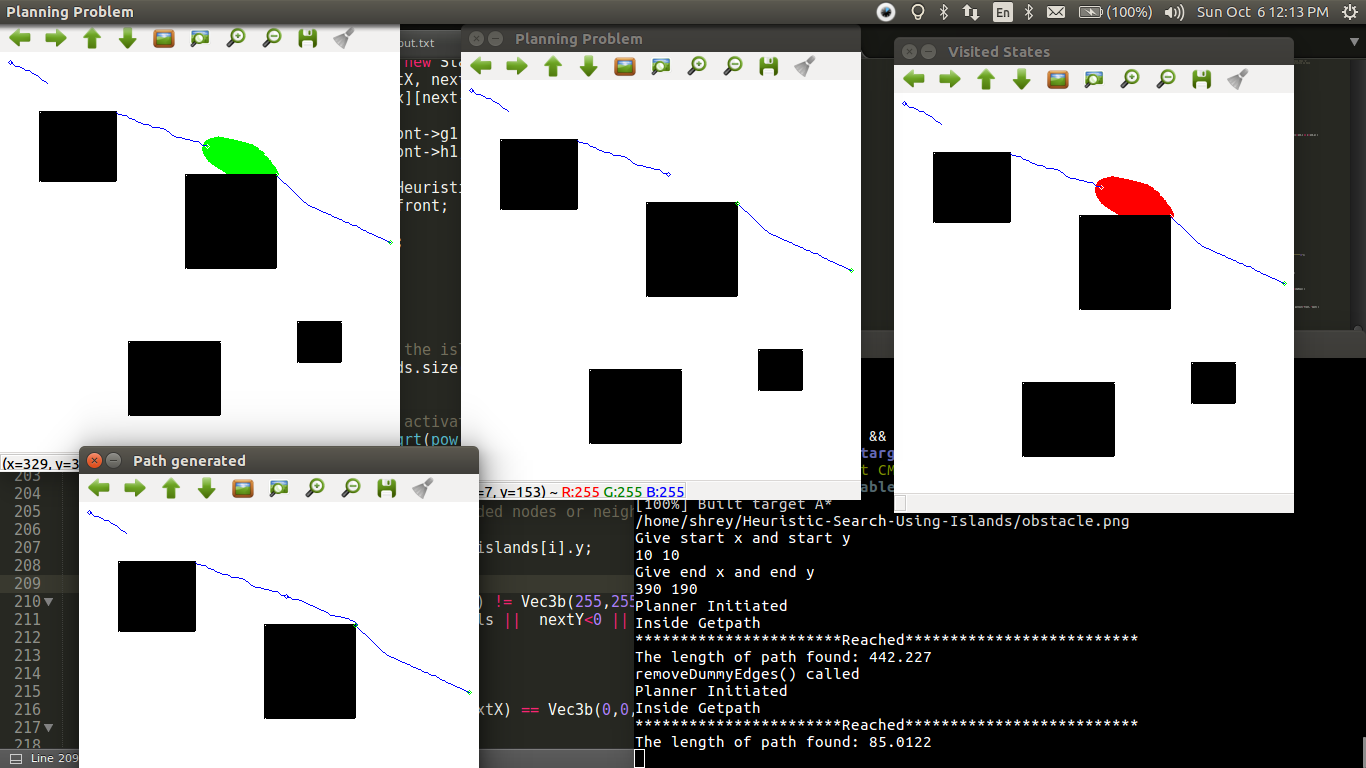 Planning Problem
En
(100%)
Sun Oct 6 12:13 PM
out.txt
Planning Problem
Visited States
new Sta
tX, next
x][next
ont->g1
ont->h1
Heuristi
front;
the isl
ds.size
activat
qrt(pow
&&
targ
t CM
able
(x=329, y=3
Path generated
=7, y=153) ~ R:255 G:255 B:255
203
204
205
206
207
208
209
210
211
212
213
214
215
216
217
218
ded nodes or neigh
islands[i].y;
) != Vec3b(255,255
ls || nextY<0 ||
xtX) == Vec3b(0,0,
Line 209
[100%] Built target A*
/home/shrey/Heuristic-Search-Using-Islands/obstacle.png
Give start x and start y
10 10
Give end x and end y
390 190
Planner Initiated
Inside Getpath
***********************Reached**************************
The length of path found: 442.227
removeDummyEdges() called
Planner Initiated
Inside Getpath
***********************Reached**************************
The length of path found: 85.0122